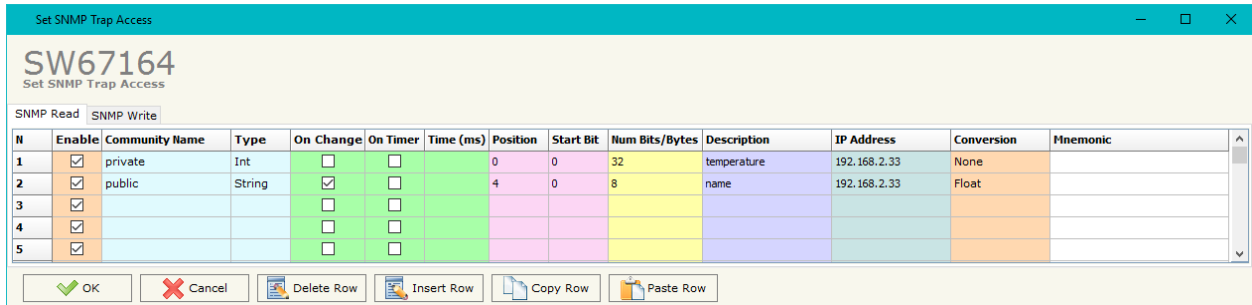 Set SNMP Trap Access
SW67164
Set SNMP Trap Access
SNMP Read SNMP Write
N Enable Community Name Type On Change On Timer Time (ms) Position Start Bit Num Bits/Bytes Description IP Address Conversion Mnemonic
1 private Int 0 0 32 temperature 192.168.2.33 None
2 public String 4 0 8 name 192.168.2.33 Float
3
4
5
OK Cancel Delete Row Insert Row Copy Row Paste Row